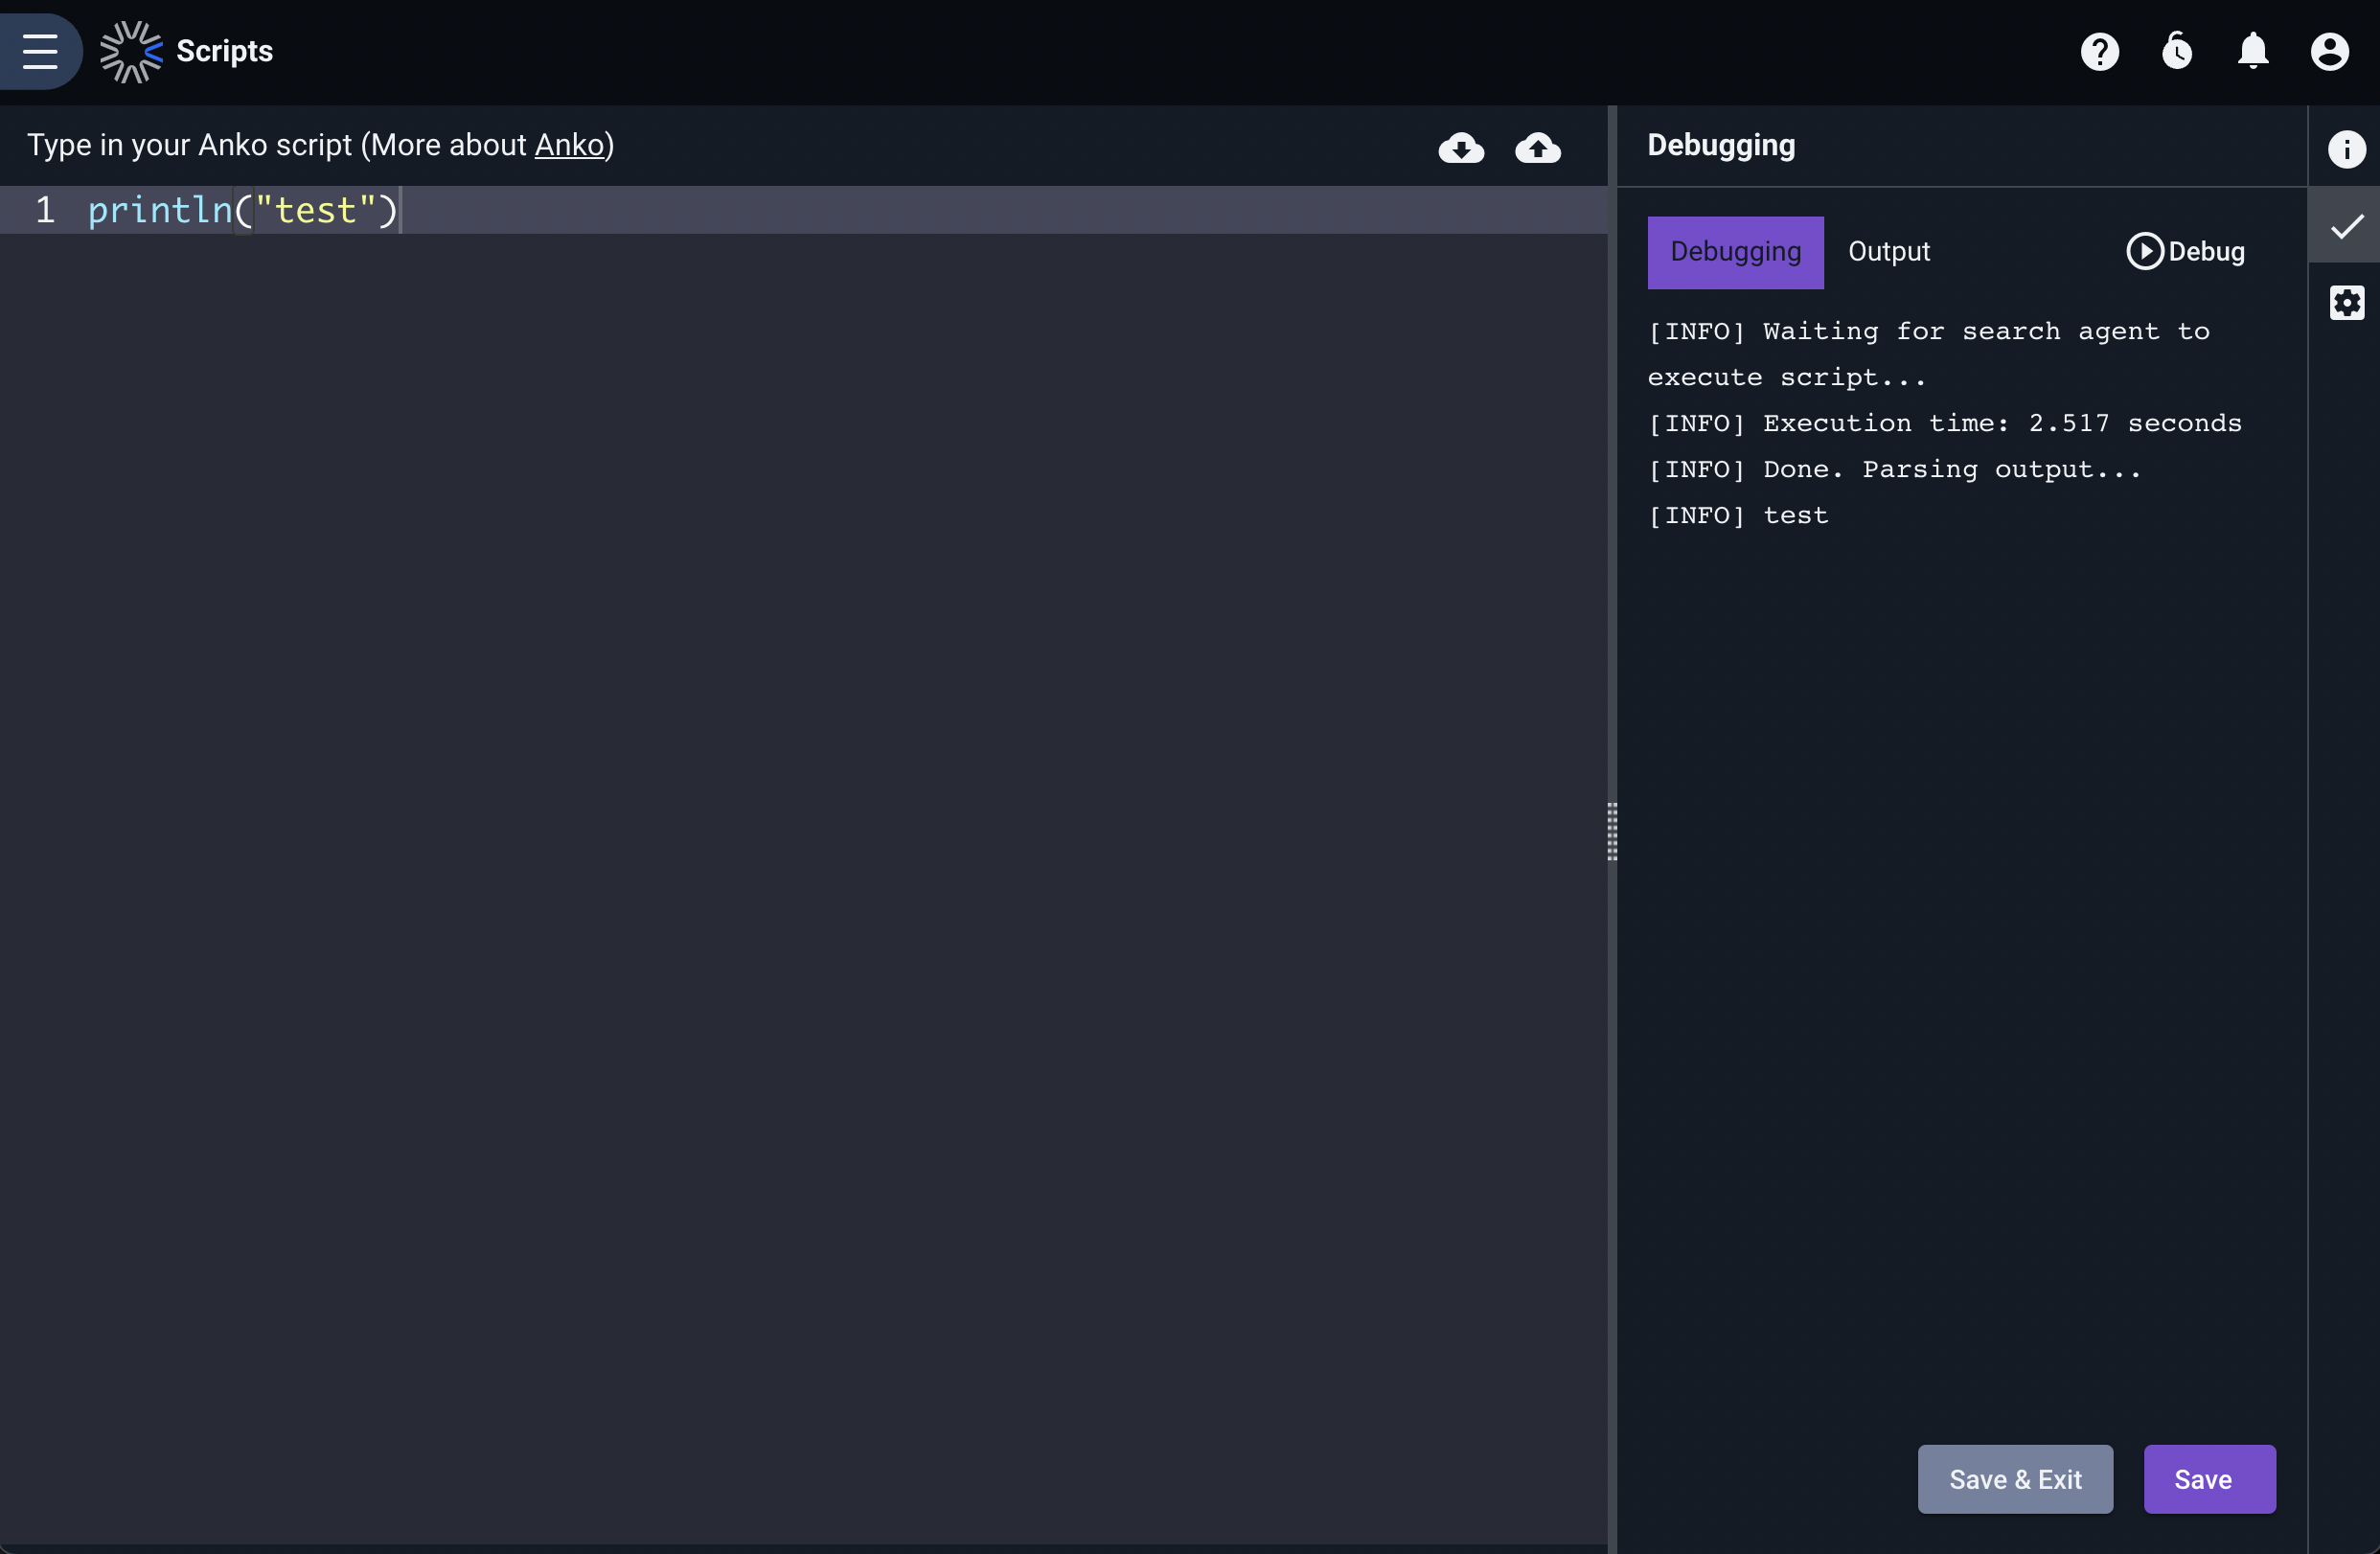 Scripts
Type in your Anko script (More about Anko)
1 println("test")
Debugging
Debugging
Output
Debug
[INFO] Waiting for search agent to
execute script...
[INFO] Execution time: 2.517 seconds
[INFO] Done. Parsing output...
[INFO] test
Save & Exit
Save